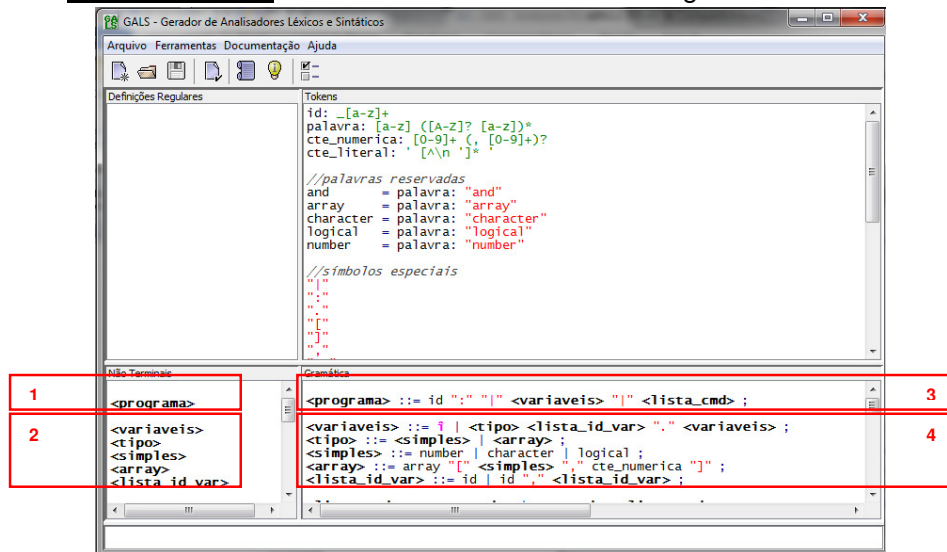 GALS - Gerador de Analisadores Léxicos e Sintáticos
Arquivo Ferramentas Documentação Ajuda
Definições Regulares
Tokens
id: _[a-z]+
palavra: [a-z] ([A-Z]? [a-z])*
cte_numerica: [0-9]+ (, [0-9]+)?
cte_literal: ' [^\n ']* '
//palavras reservadas
and = palavra: "and"
array = palavra: "array"
character = palavra: "character"
logical = palavra: "logical"
number = palavra: "number"
//símbolos especiais
"|"
":"
"."
"["
"]"
","
Não Terminais
Gramática
1
<programa>
<programa> ::= id ":" "|" <variaveis> "|" <lista_cmd> ;
3
2
<variaveis>
<tipo>
<simples>
<array>
<lista_id_var>
<variaveis> ::= î | <tipo> <lista_id_var> "." <variaveis> ;
<tipo> ::= <simples> | <array> ;
<simples> ::= number | character | logical ;
<array> ::= array "[" <simples> "," cte_numerica "]" ;
<lista_id_var> ::= id | id "," <lista_id_var> ;
4